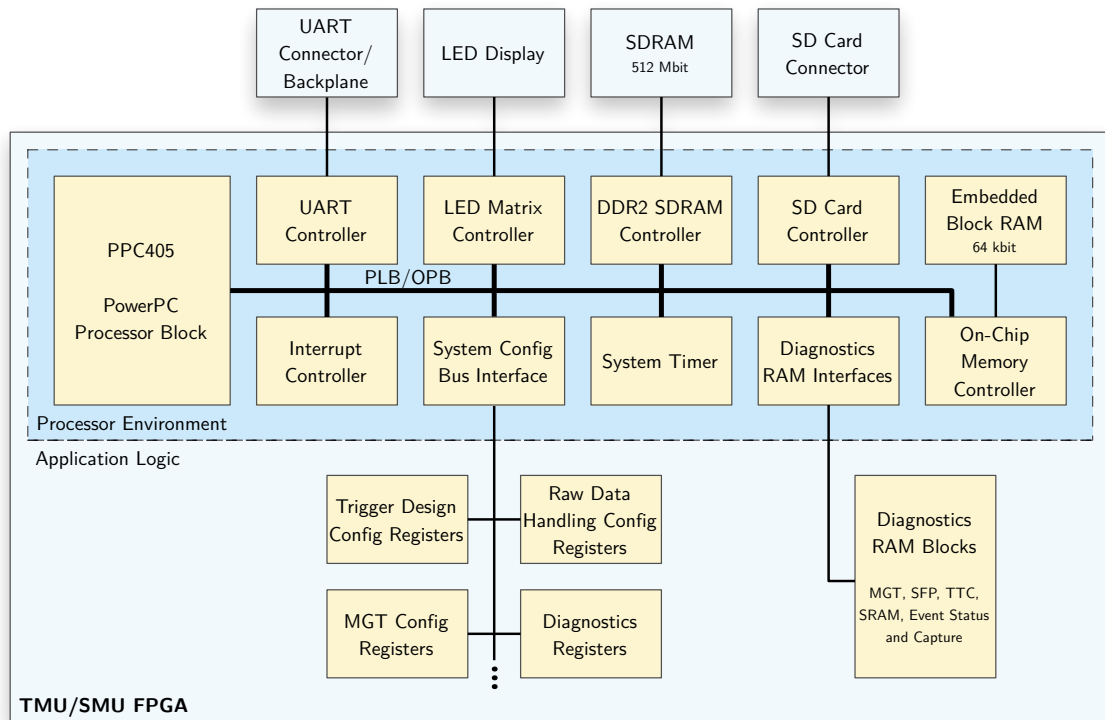 UART
Connector/
Backplane
LED Display
SDRAM
512 Mbit
SD Card
Connector
PPC405
PowerPC
Processor Block
UART
Controller
LED Matrix
Controller
DDR2 SDRAM
Controller
SD Card
Controller
Embedded
Block RAM
64 kbit
PLB/OPB
Interrupt
Controller
System Config
Bus Interface
System Timer
Diagnostics
RAM Interfaces
On-Chip
Memory
Controller
Processor Environment
Application Logic
Trigger Design
Config Registers
Raw Data
Handling Config
Registers
MGT Config
Registers
Diagnostics
Registers
Diagnostics
RAM Blocks
MGT, SFP, TTC,
SRAM, Event Status
and Capture
TMU/SMU FPGA